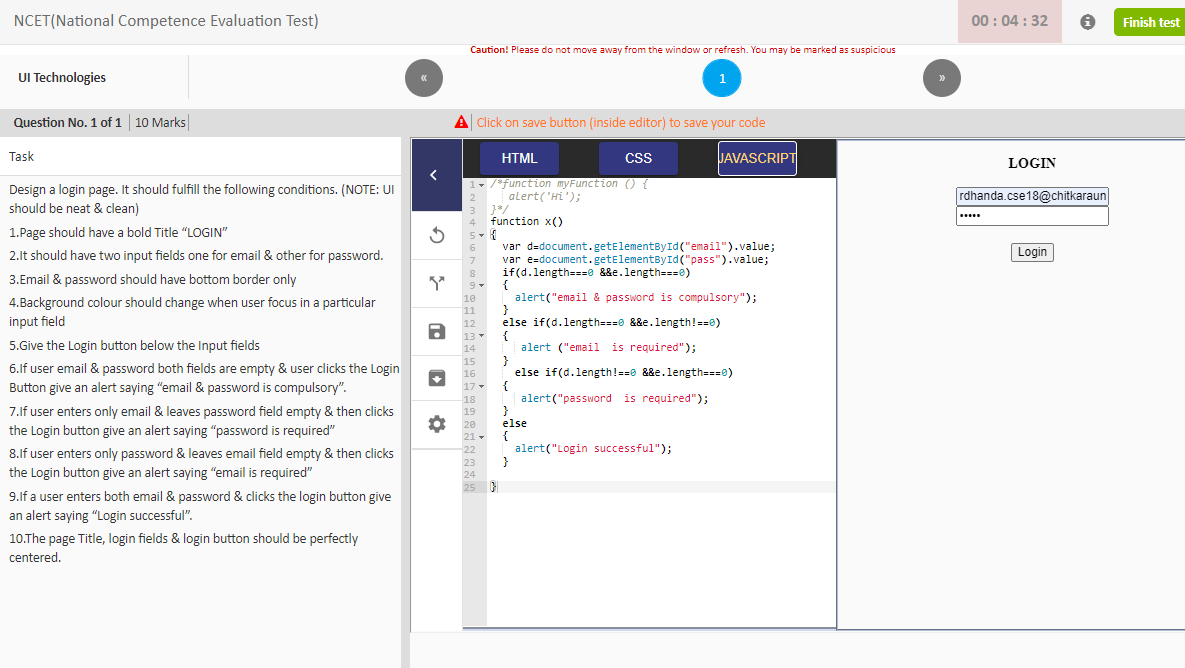 NCET(National Competence Evaluation Test)
00 : 04 : 32
Finish test
Caution! Please do not move away from the window or refresh. You may be marked as suspicious
UI Technologies
«
1
»
Question No. 1 of 1
10 Marks
Click on save button (inside editor) to save your code
Task
Design a login page. It should fulfill the following conditions. (NOTE: UI
should be neat & clean)
1.Page should have a bold Title “LOGIN”
2.It should have two input fields one for email & other for password.
3.Email & password should have bottom border only
4.Background colour should change when user focus in a particular
input field
5.Give the Login button below the Input fields
6.If user email & password both fields are empty & user clicks the Login
Button give an alert saying “email & password is compulsory”.
7.If user enters only email & leaves password field empty & then clicks
the Login button give an alert saying “password is required”
8.If user enters only password & leaves email field empty & then clicks
the Login button give an alert saying “email is required”
9.If a user enters both email & password & clicks the login button give
an alert saying “Login successful”.
10.The page Title, login fields & login button should be perfectly
centered.
HTML
CSS
JAVASCRIPT
1 /*function myFunction () {
2 alert('Hi');
3 }*/
4 function x()
5 {
6 var d=document.getElementById("email").value;
7 var e=document.getElementById("pass").value;
8 if(d.length===0 &&e.length===0)
9 {
10 alert("email & password is compulsory");
11 }
12 else if(d.length===0 &&e.length!==0)
13 {
14 alert ("email  is required");
15 }
16 else if(d.length!==0 &&e.length===0)
17 {
18 alert("password  is required");
19 }
20 else
21 {
22 alert("Login successful");
23 }
24
25 }
LOGIN
rdhanda.cse18@chitkaraun
•••••
Login